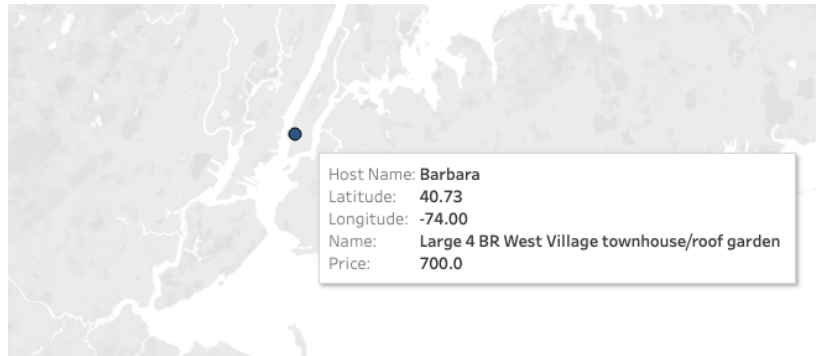 Host Name: Barbara
Latitude: 40.73
Longitude: -74.00
Name: Large 4 BR West Village townhouse/roof garden
Price: 700.0